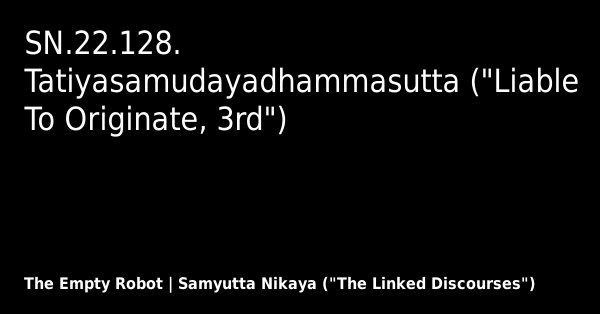 SN.22.128.
Tatiyasamudayadhammasutta ("Liable
To Originate, 3rd")
The Empty Robot | Samyutta Nikaya ("The Linked Discourses")